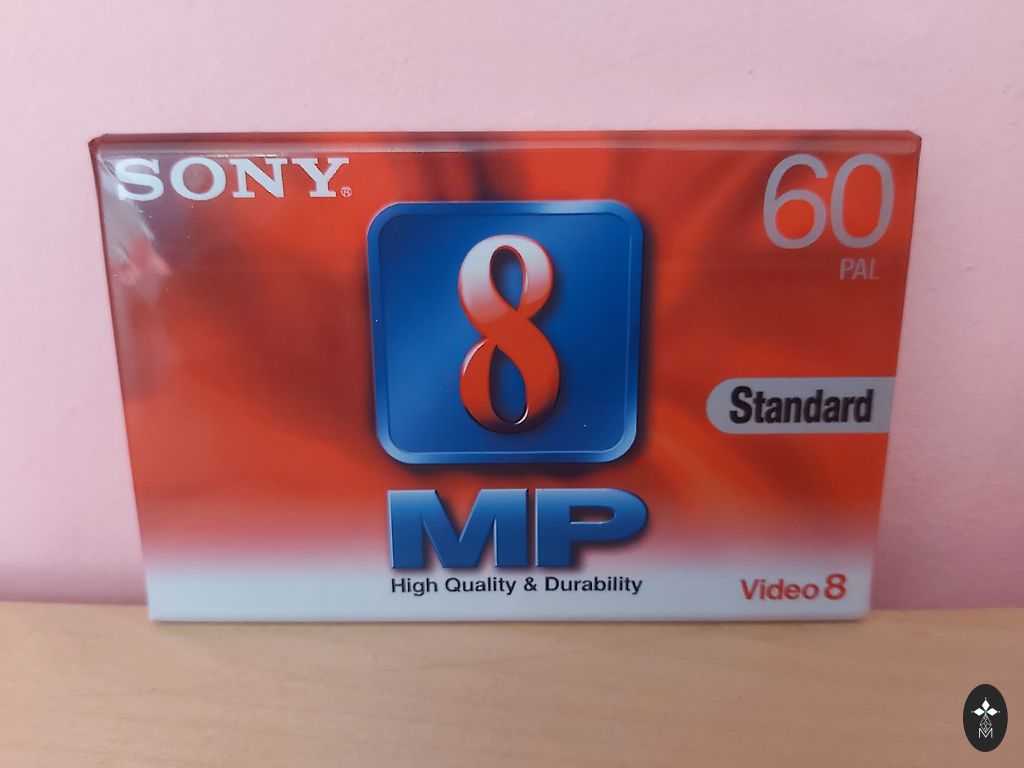 SONY®
60
PAL
8
Standard
MP
High Quality & Durability
Video 8
M